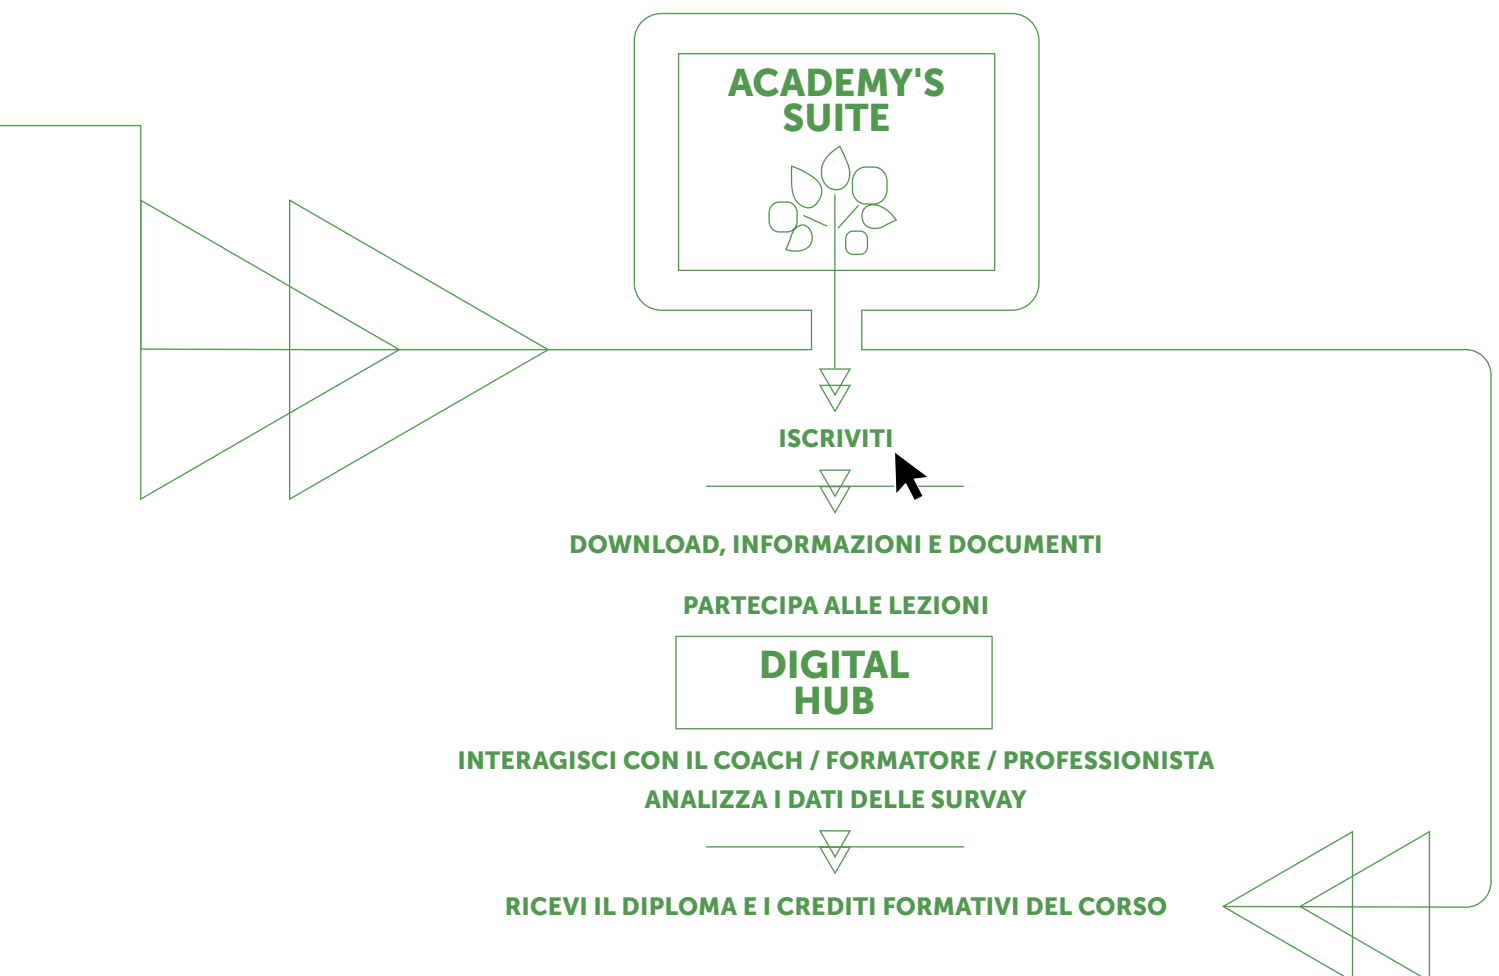 ACADEMY'S
SUITE
ISCRIVITI
DOWNLOAD, INFORMAZIONI E DOCUMENTI
PARTECIPA ALLE LEZIONI
DIGITAL
HUB
INTERAGISCI CON IL COACH / FORMATORE / PROFESSIONISTA
ANALIZZA I DATI DELLE SURVAY
RICEVI IL DIPLOMA E I CREDITI FORMATIVI DEL CORSO